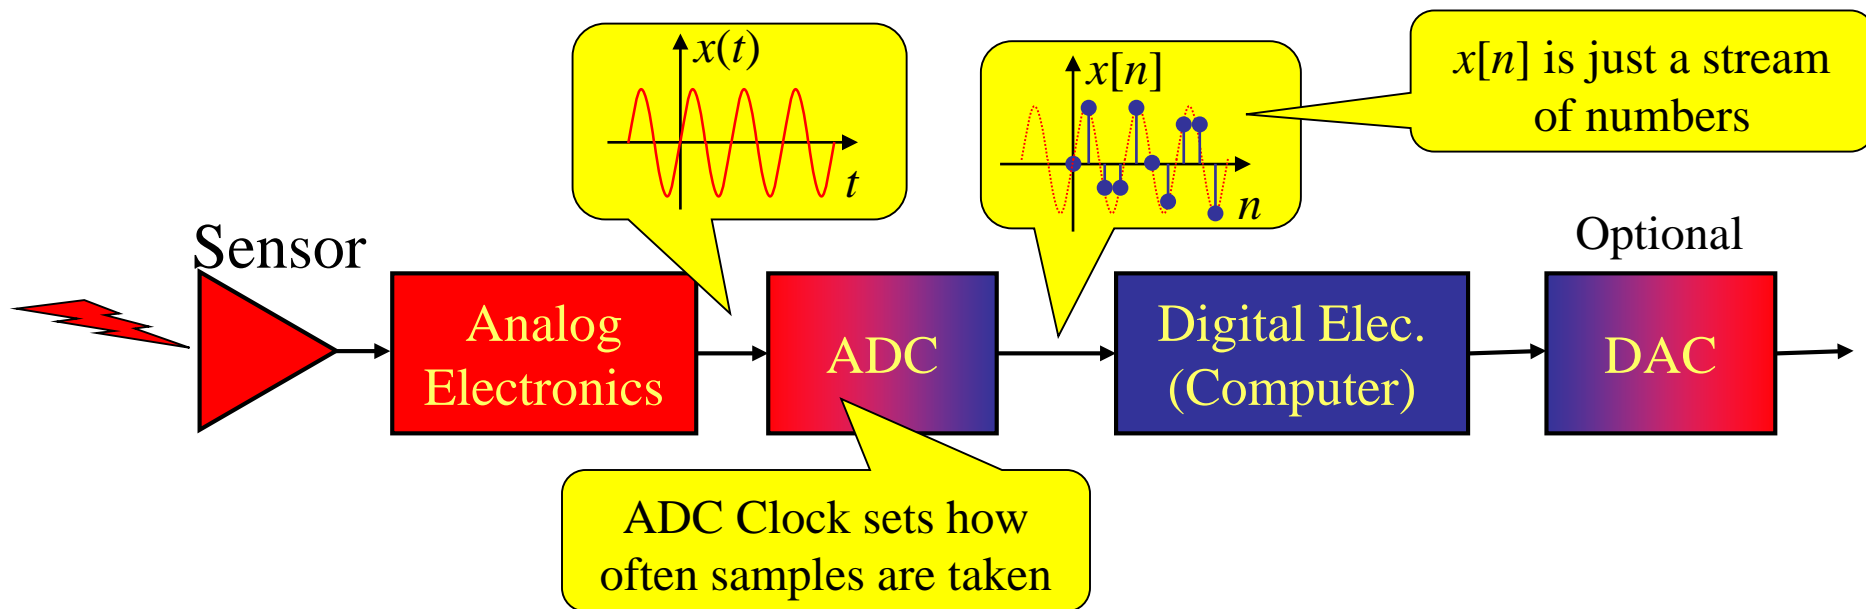 x(t)
t
x[n]
n
x[n] is just a stream
of numbers
Sensor
Optional
Analog
Electronics
ADC
Digital Elec.
(Computer)
DAC
ADC Clock sets how
often samples are taken